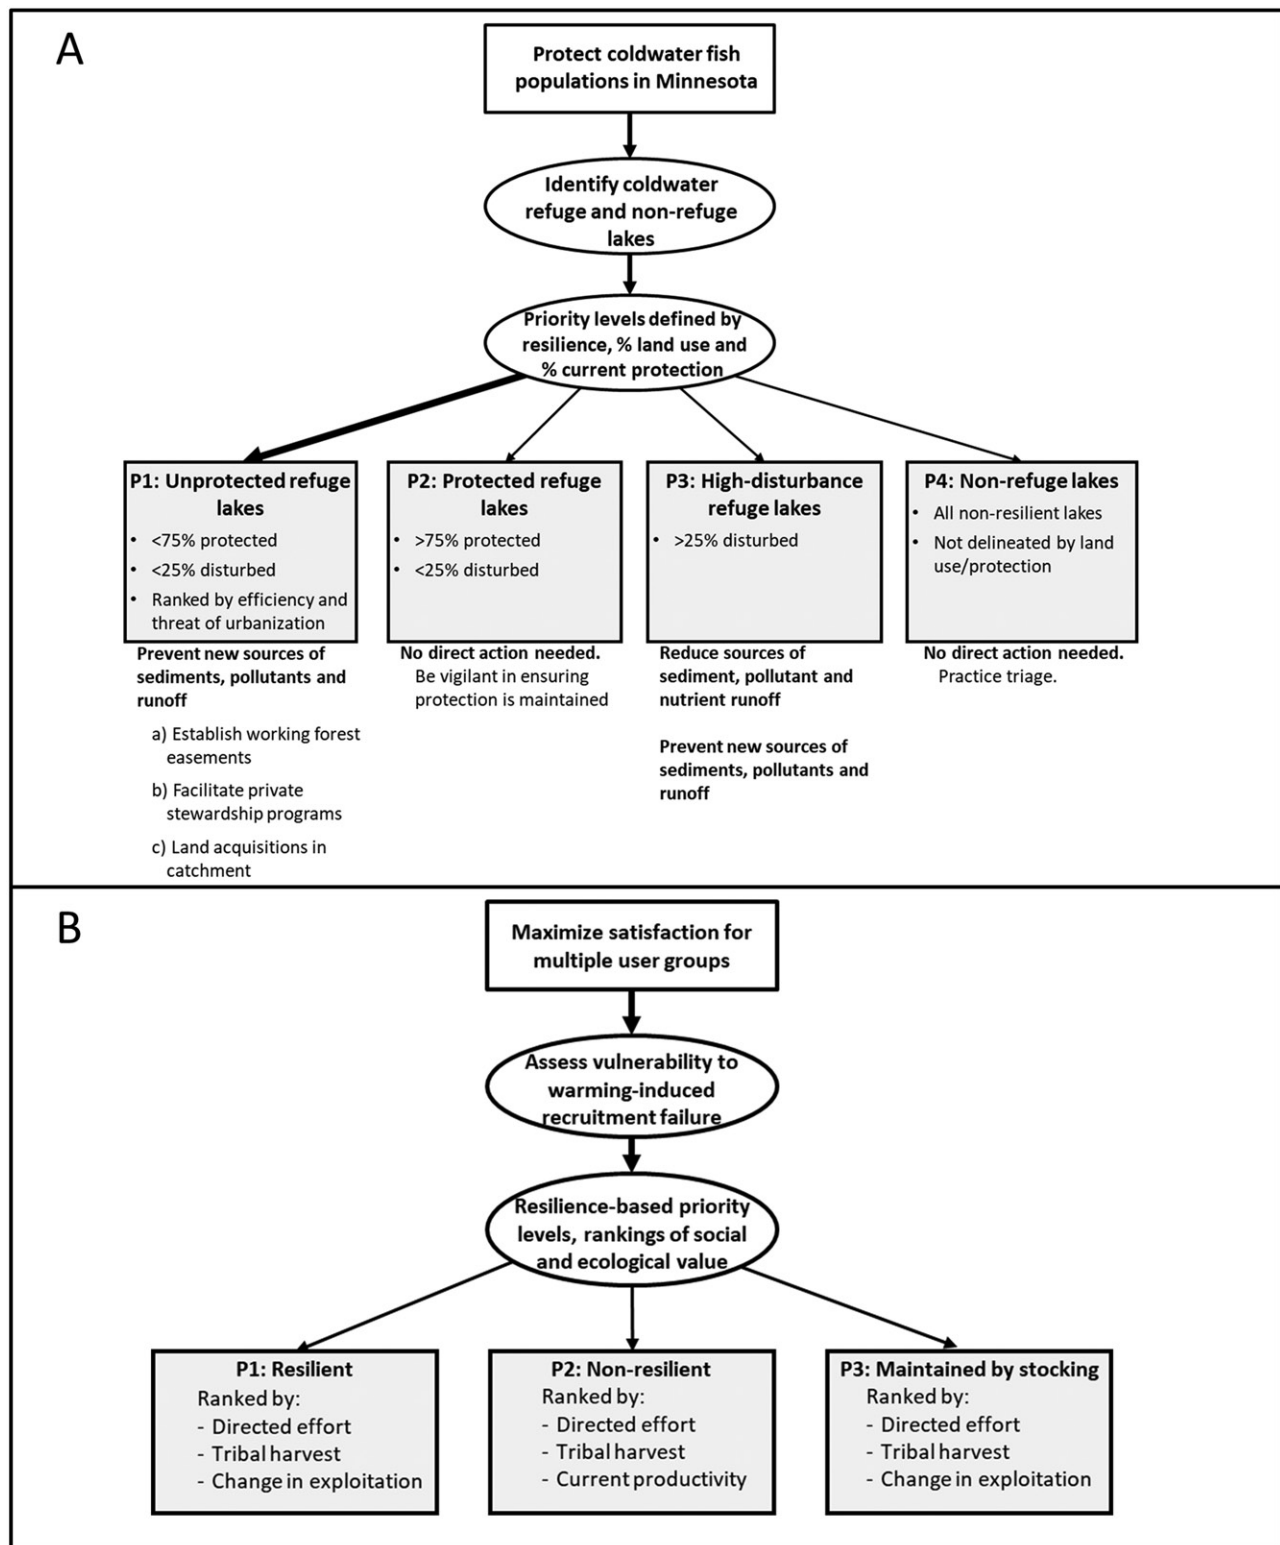 A
Protect coldwater fish
populations in Minnesota
Identify coldwater
refuge and non-refuge
lakes
Priority levels defined by
resilience, % land use and
% current protection
P1: Unprotected refuge
lakes
• <75% protected
• <25% disturbed
• Ranked by efficiency and
threat of urbanization
Prevent new sources of
sediments, pollutants and
runoff
a) Establish working forest
easements
b) Facilitate private
stewardship programs
c) Land acquisitions in
catchment
P2: Protected refuge
lakes
• >75% protected
• <25% disturbed
No direct action needed.
Be vigilant in ensuring
protection is maintained
P3: High-disturbance
refuge lakes
• >25% disturbed
Reduce sources of
sediment, pollutant and
nutrient runoff
Prevent new sources of
sediments, pollutants and
runoff
P4: Non-refuge lakes
• All non-resilient lakes
• Not delineated by land
use/protection
No direct action needed.
Practice triage.
B
Maximize satisfaction for
multiple user groups
Assess vulnerability to
warming-induced
recruitment failure
Resilience-based priority
levels, rankings of social
and ecological value
P1: Resilient
Ranked by:
- Directed effort
- Tribal harvest
- Change in exploitation
P2: Non-resilient
Ranked by:
- Directed effort
- Tribal harvest
- Current productivity
P3: Maintained by stocking
Ranked by:
- Directed effort
- Tribal harvest
- Change in exploitation